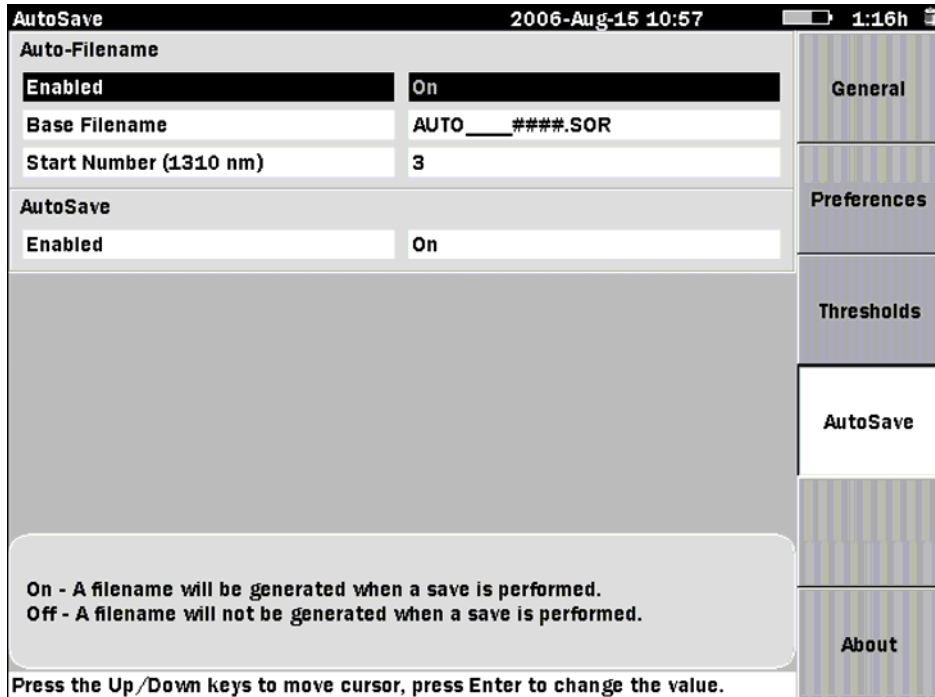 AutoSave 2006-Aug-15 10:57 1:16h
Auto-Filename
Enabled On
Base Filename AUTO____####.SOR
Start Number (1310 nm) 3
AutoSave
Enabled On
General
Preferences
Thresholds
AutoSave
About
On - A filename will be generated when a save is performed.
Off - A filename will not be generated when a save is performed.
Press the Up/Down keys to move cursor, press Enter to change the value.